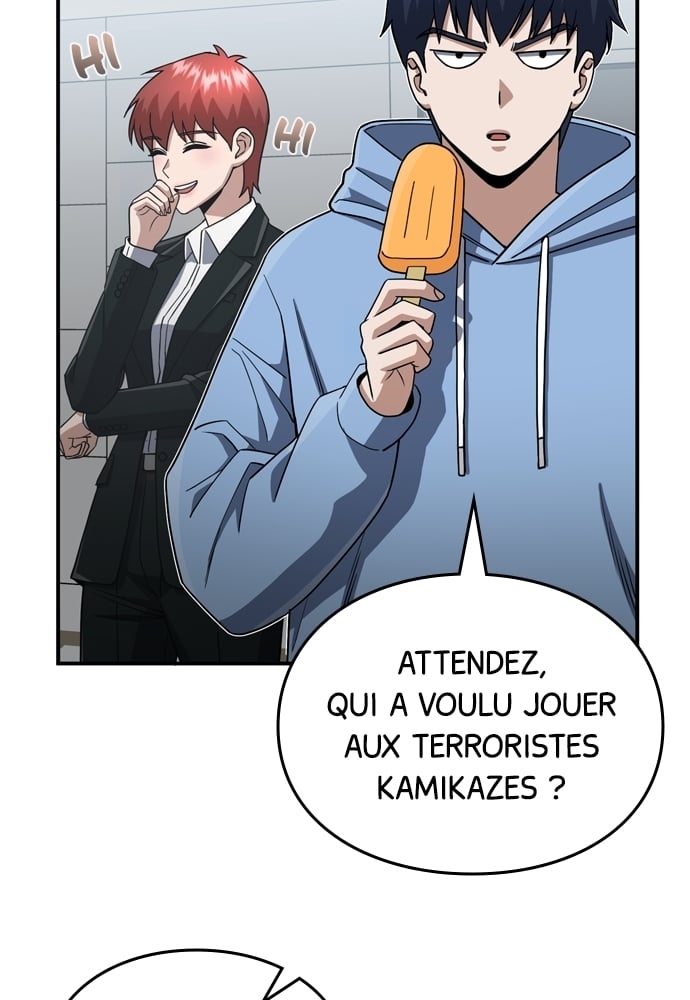 HI
HI
ATTENDEZ,
QUI A VOULU JOUER
AUX TERRORISTES
KAMIKAZES ?